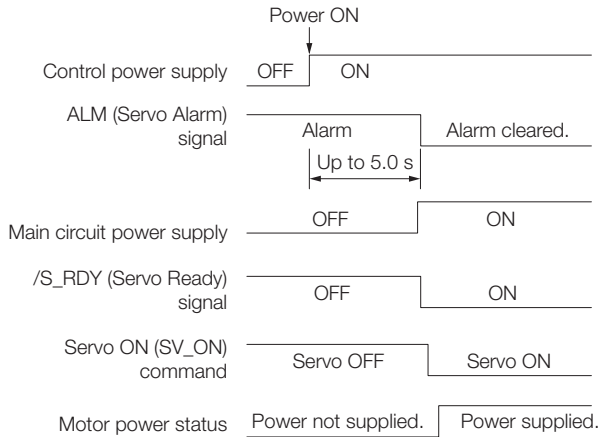 Power ON
Control power supply OFF ON
ALM (Servo Alarm)
signal Alarm Alarm cleared.
Up to 5.0 s
Main circuit power supply OFF ON
/S_RDY (Servo Ready)
signal OFF ON
Servo ON (SV_ON)
command Servo OFF Servo ON
Motor power status Power not supplied. Power supplied.